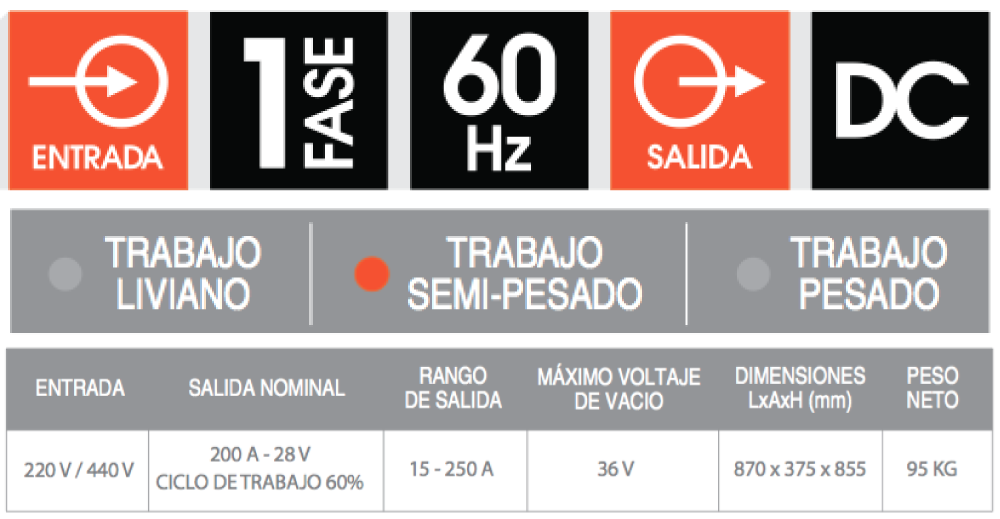 ENTRADA
1 FASE
60
Hz
SALIDA
DC
TRABAJO
LIVIANO
TRABAJO
SEMI-PESADO
TRABAJO
PESADO
ENTRADA
SALIDA NOMINAL
RANGO
DE SALIDA
MÁXIMO VOLTAJE
DE VACIO
DIMENSIONES
LxAxH (mm)
PESO
NETO
220 V / 440 V
200 A - 28 V
CICLO DE TRABAJO 60%
15 - 250 A
36 V
870 x 375 x 855
95 KG